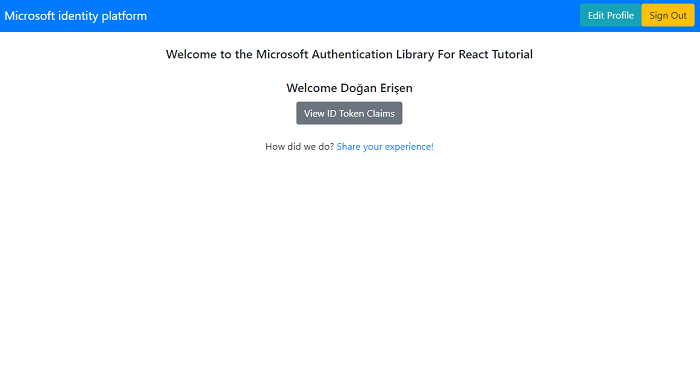 Microsoft identity platform
Edit Profile
Sign Out
Welcome to the Microsoft Authentication Library For React Tutorial
Welcome Doğan Erişen
View ID Token Claims
How did we do? Share your experience!